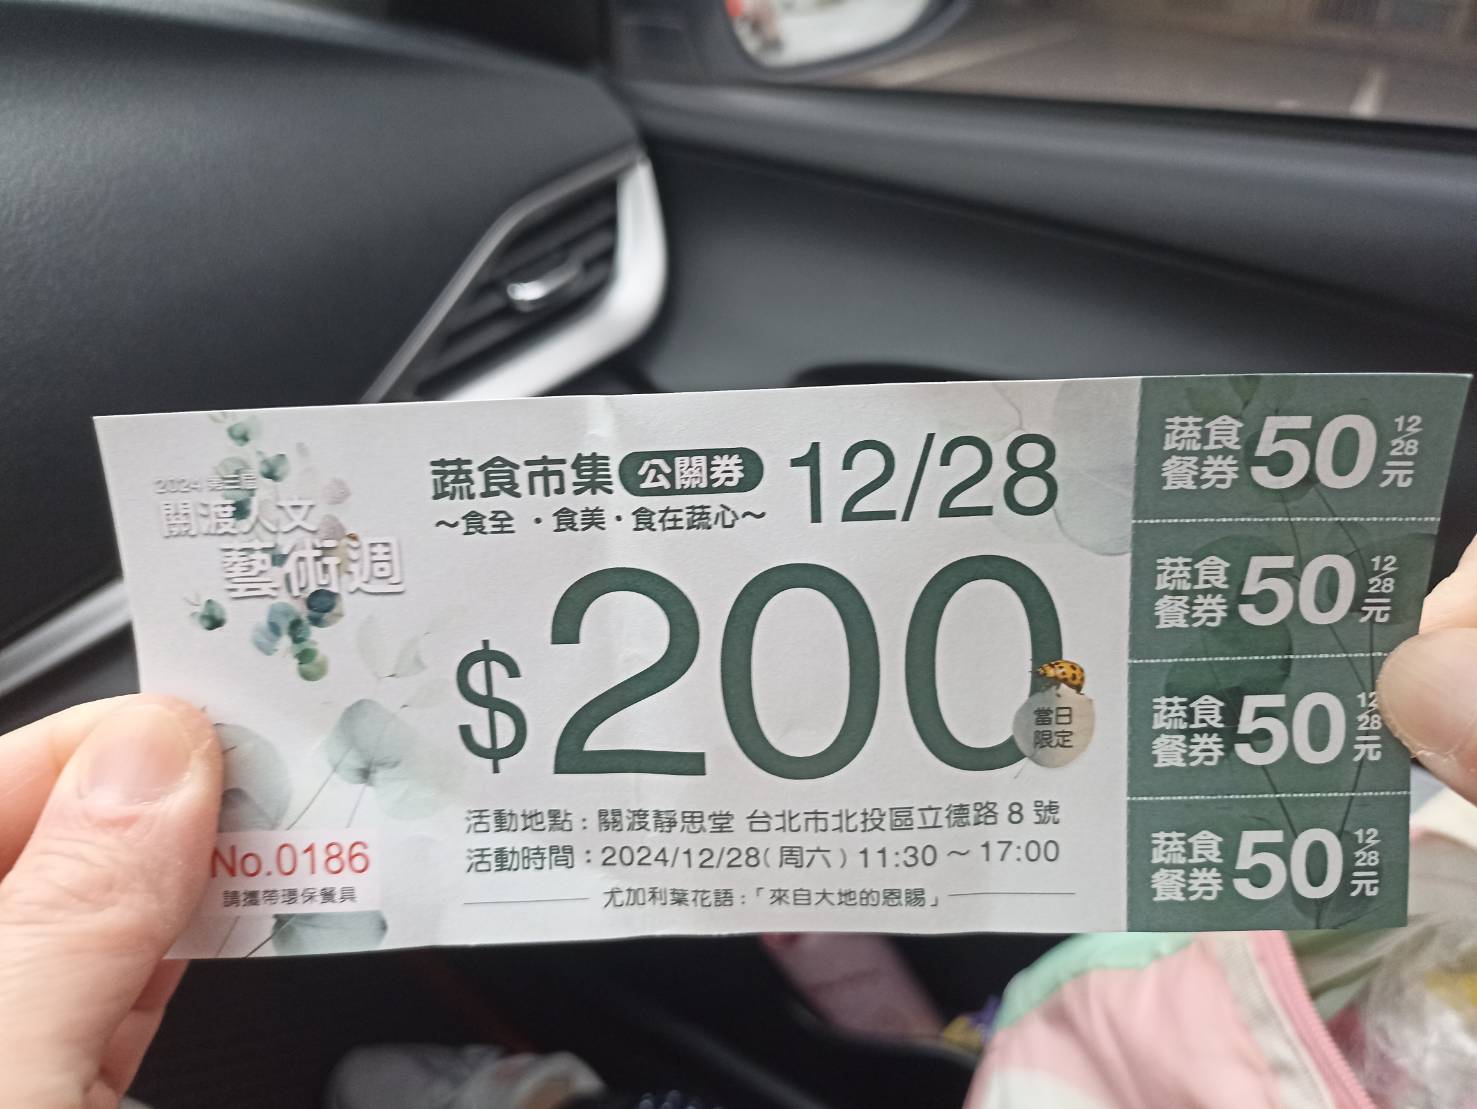 2024 第三屆
關渡人文
藝術週
No.0186
請攜帶環保餐具
蔬食市集 公關券 12/28
～食全 · 食美 · 食在蔬心～
$200
當日
限定
活動地點：關渡靜思堂 台北市北投區立德路 8 號
活動時間：2024/12/28( 周六 ) 11:30 ～ 17:00
尤加利葉花語：「來自大地的恩賜」
蔬食
餐券 50 12/28 元
蔬食
餐券 50 12/28 元
蔬食
餐券 50 12/28 元
蔬食
餐券 50 12/28 元